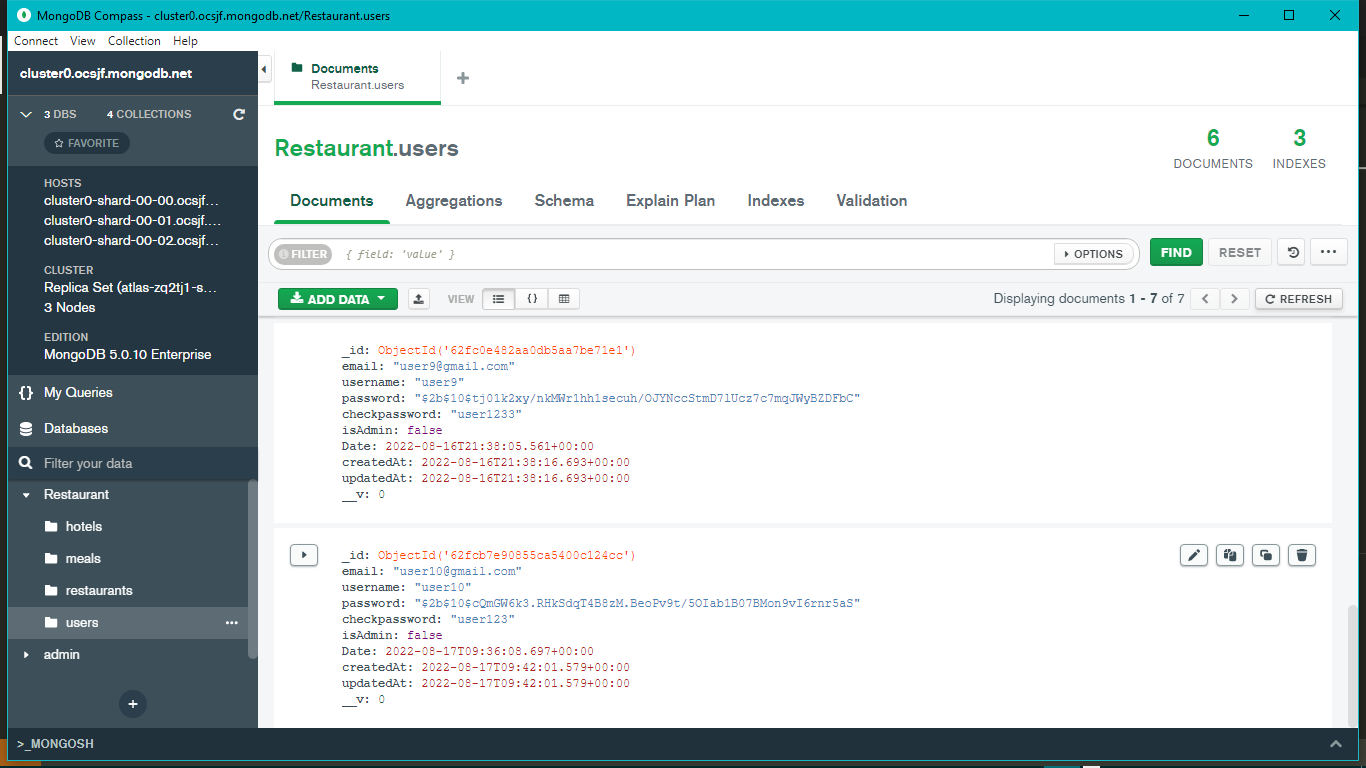 MongoDB Compass - cluster0.ocsjf.mongodb.net/Restaurant.users
Connect View Collection Help
cluster0.ocsjf.mongodb.net
3 DBS 4 COLLECTIONS
FAVORITE
HOSTS
cluster0-shard-00-00.ocsjf...
cluster0-shard-00-01.ocsjf....
cluster0-shard-00-02.ocsjf...
CLUSTER
Replica Set (atlas-zq2tj1-s...
3 Nodes
EDITION
MongoDB 5.0.10 Enterprise
{} My Queries
Databases
Filter your data
Restaurant
hotels
meals
restaurants
users
admin
>_MONGOSH
Documents
Restaurant.users
Restaurant.users
6 DOCUMENTS
3 INDEXES
Documents Aggregations Schema Explain Plan Indexes Validation
FILTER { field: 'value' } OPTIONS FIND RESET
ADD DATA VIEW {} Displaying documents 1 - 7 of 7 REFRESH
_id: ObjectId('62fc0e482aa0db5aa7be71e1')
email: "user9@gmail.com"
username: "user9"
password: "$2b$10$tj01k2xy/nkMWr1hh1secuh/OJYNccStmD7lUcz7c7mqJWyBZDFbC"
checkpassword: "user1233"
isAdmin: false
Date: 2022-08-16T21:38:05.561+00:00
createdAt: 2022-08-16T21:38:16.693+00:00
updatedAt: 2022-08-16T21:38:16.693+00:00
__v: 0
_id: ObjectId('62fcb7e90855ca5400c124cc')
email: "user10@gmail.com"
username: "user10"
password: "$2b$10$cQmGW6k3.RHkSdqT4B8zM.BeoPv9t/5OIab1B07BMon9vI6rnr5aS"
checkpassword: "user123"
isAdmin: false
Date: 2022-08-17T09:36:08.697+00:00
createdAt: 2022-08-17T09:42:01.579+00:00
updatedAt: 2022-08-17T09:42:01.579+00:00
__v: 0